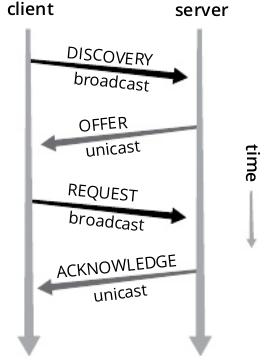 client
server
DISCOVERY
broadcast
OFFER
unicast
time
REQUEST
broadcast
ACKNOWLEDGE
unicast